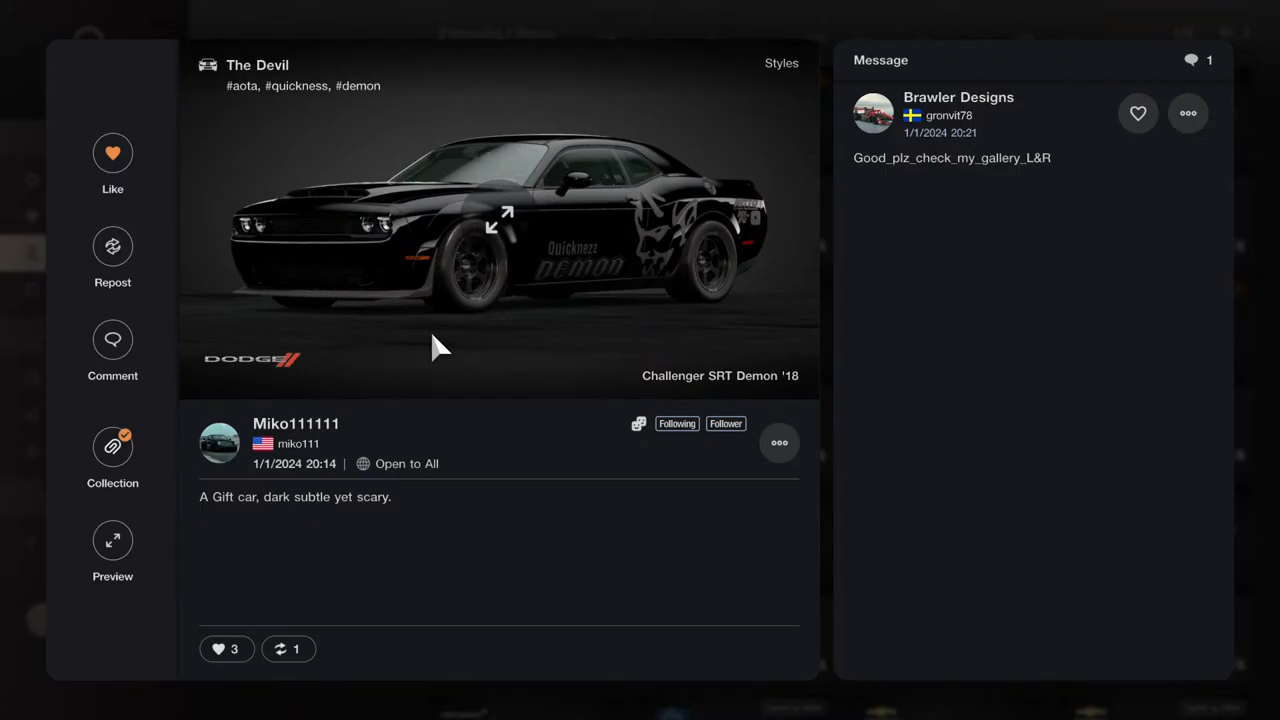 The Devil
#aota, #quickness, #demon
Styles
Quicknezz
DEMON
DODGE
Challenger SRT Demon '18
Like
Repost
Comment
Collection
Preview
Miko111111
Following
Follower
miko111
1/1/2024 20:14 | Open to All
A Gift car, dark subtle yet scary.
3
1
Message
1
Brawler Designs
gronvit78
1/1/2024 20:21
Good_plz_check_my_gallery_L&R